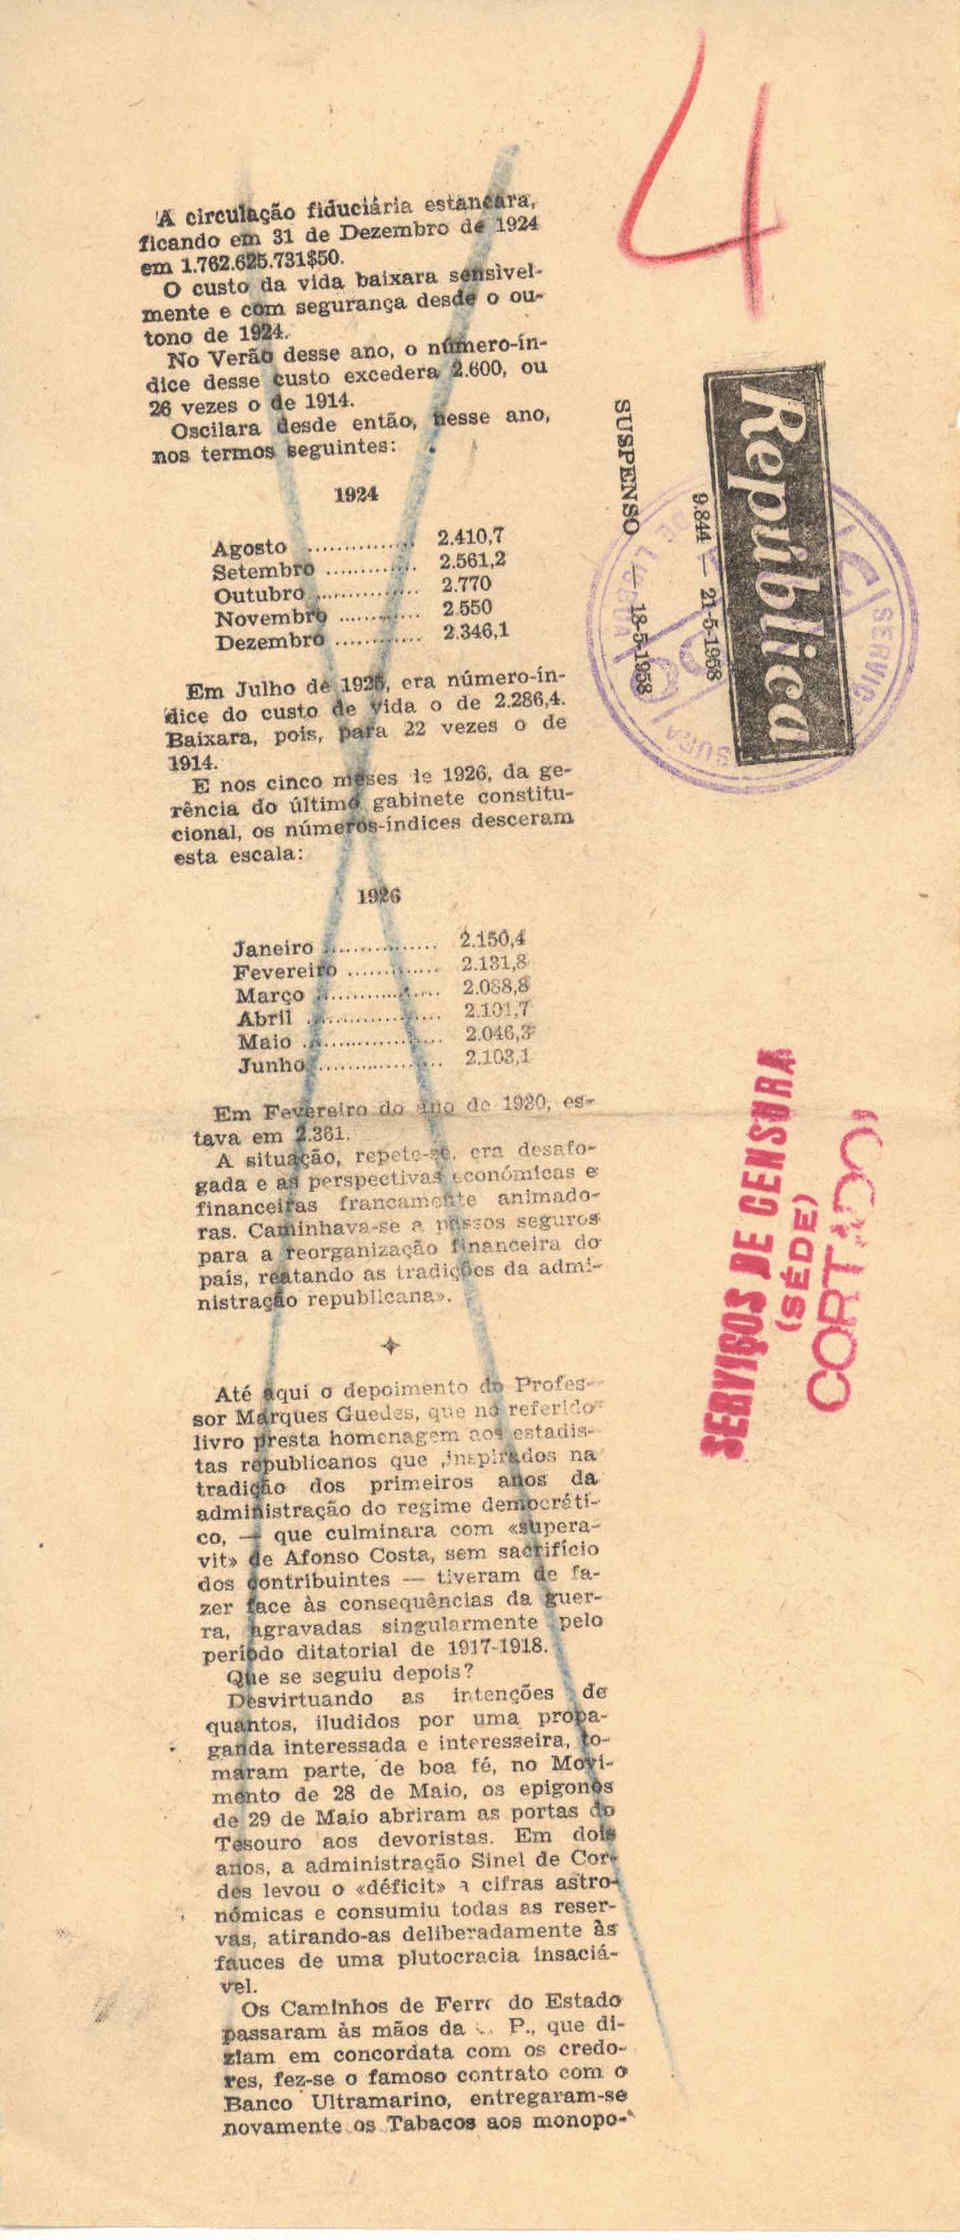 4
A circulação fiduciária estancara,
ficando em 31 de Dezembro de 1924
em 1.762.625.731$50.
O custo da vida baixara sensìvel-
mente e com segurança desde o ou-
tono de 1924.
No Verão desse ano, o número-ín-
dice desse custo excedera 2.600, ou
26 vezes o de 1914.
Oscilara desde então, nesse ano,
nos termos seguintes:
1924
Agosto .............. 2.410,7
Setembro ............ 2.561,2
Outubro .............. 2.770
Novembro ............ 2.550
Dezembro ............ 2.346,1
Em Julho de 1925, era número-ín-
dice do custo de vida o de 2.286,4.
Baixara, pois, para 22 vezes o de
1914.
E nos cinco meses de 1926, da ge-
rência do último gabinete constitu-
cional, os números-índices desceram
esta escala:
1926
Janeiro .............. 2.150,4
Fevereiro ............ 2.131,8
Março .............. 2.088,8
Abril .............. 2.101,7
Maio .............. 2.046,3
Junho .............. 2.103,1
Em Fevereiro do ano de 1920, es-
tava em 2.361.
A situação, repete-se, era desafo-
gada e as perspectivas económicas e
financeiras francamente animado-
ras. Caminhava-se a passos seguros
para a reorganização financeira do
país, reatando as tradições da admi-
nistração republicana».
Até aqui o depoimento do Profes-
sor Marques Guedes, que no referido
livro presta homenagem aos estadis-
tas republicanos que inspirados na
tradição dos primeiros anos da
administração do regime democráti-
co, — que culminara com «supera-
vit» de Afonso Costa, sem sacrifício
dos contribuintes — tiveram de fa-
zer face às consequências da guer-
ra, agravadas singularmente pelo
período ditatorial de 1917-1918.
Que se seguiu depois?
Desvirtuando as intenções de
quantos, iludidos por uma propa-
ganda interessada e interesseira, to-
maram parte, de boa fé, no Movi-
mento de 28 de Maio, os epigonos
de 29 de Maio abriram as portas do
Tesouro aos devoristas. Em dois
anos, a administração Sinel de Cor-
des levou o «déficit» a cifras astro-
nómicas e consumiu todas as reser-
vas, atirando-as deliberadamente às
fauces de uma plutocracia insaciá-
vel.
Os Caminhos de Ferro do Estado
passaram às mãos da P., que di-
ziam em concordata com os credo-
res, fez-se o famoso contrato com o
Banco Ultramarino, entregaram-se
novamente os Tabacos aos monopo-
República
9.844 — 21-5-1958
SUSPENSO — 18-5-1958
SERVIÇOS DE CENSURA
(SÉDE)
CORTADO